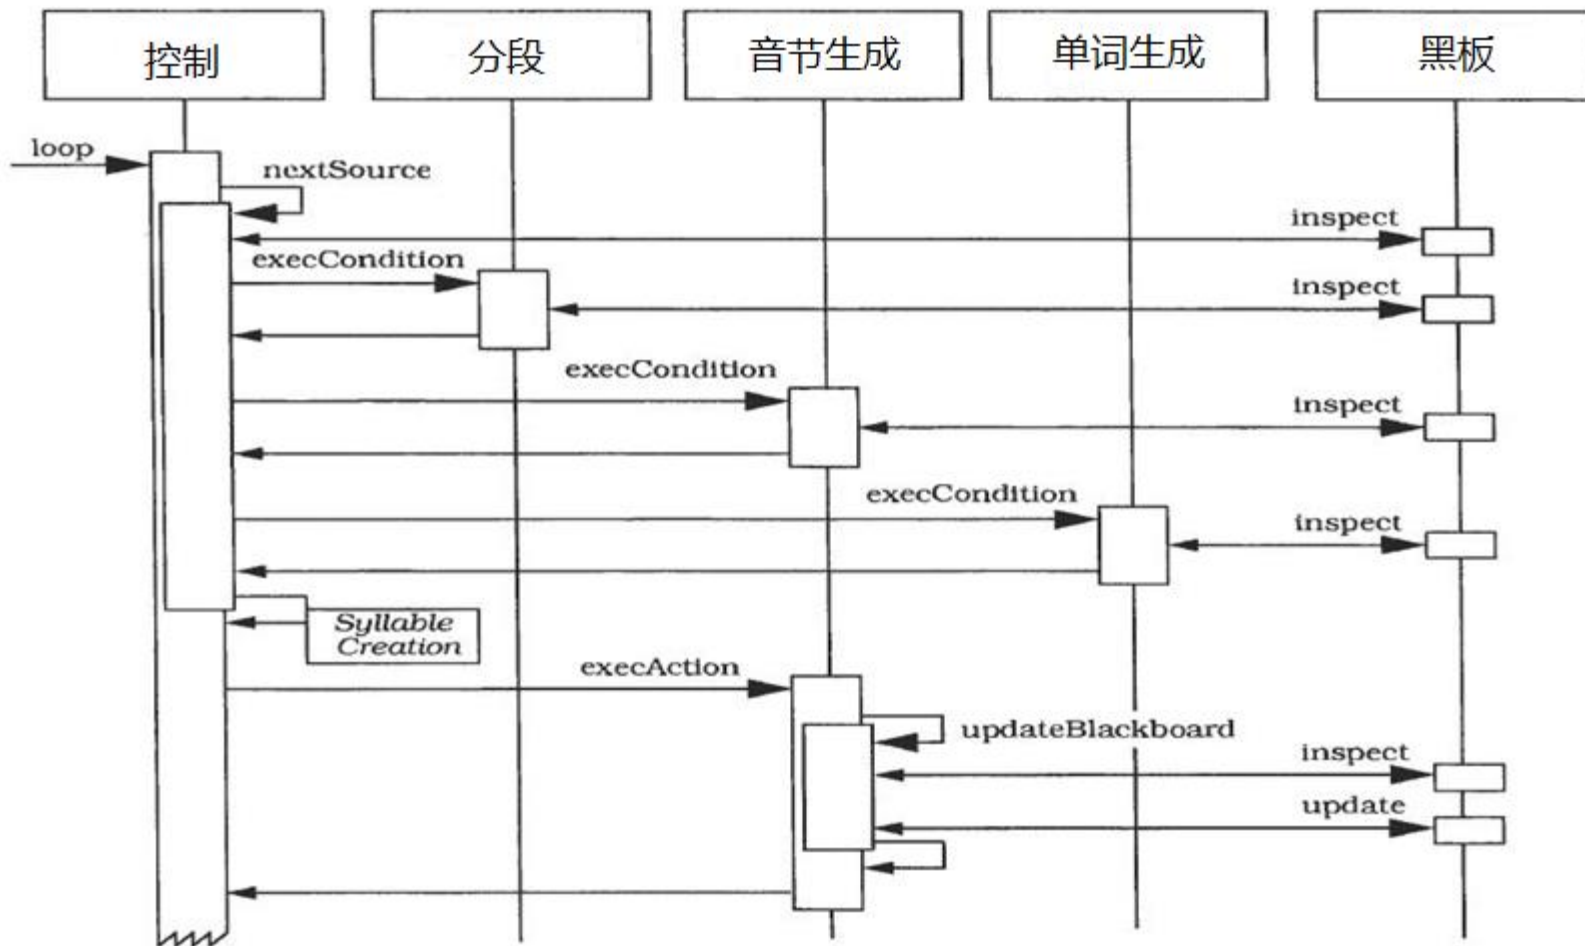 控制
分段
音节生成
单词生成
黑板
loop
nextSource
inspect
execCondition
inspect
execCondition
inspect
execCondition
inspect
Syllable
Creation
execAction
updateBlackboard
inspect
update